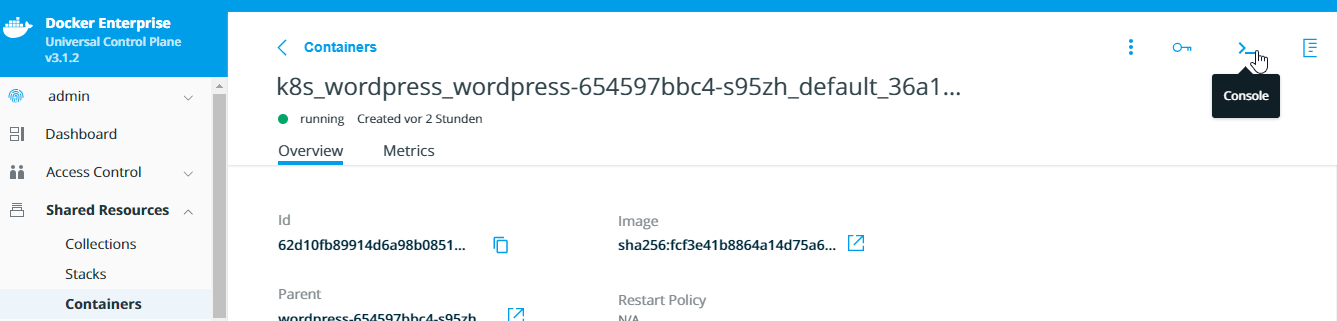 Docker Enterprise
Universal Control Plane
v3.1.2
admin
Dashboard
Access Control
Shared Resources
Collections
Stacks
Containers
Containers
k8s_wordpress_wordpress-654597bbc4-s95zh_default_36a1...
running Created vor 2 Stunden
Console
Overview Metrics
Id
62d10fb89914d6a98b0851...
Image
sha256:fcf3e41b8864a14d75a6...
Parent
wordpress-654597bbc4-s95zh
Restart Policy
N/A